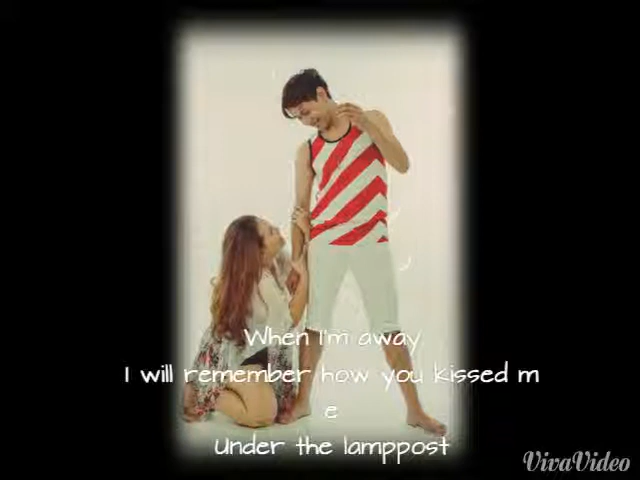 When I'm away
I will remember how you kissed m
e
Under the lamppost
VivaVideo